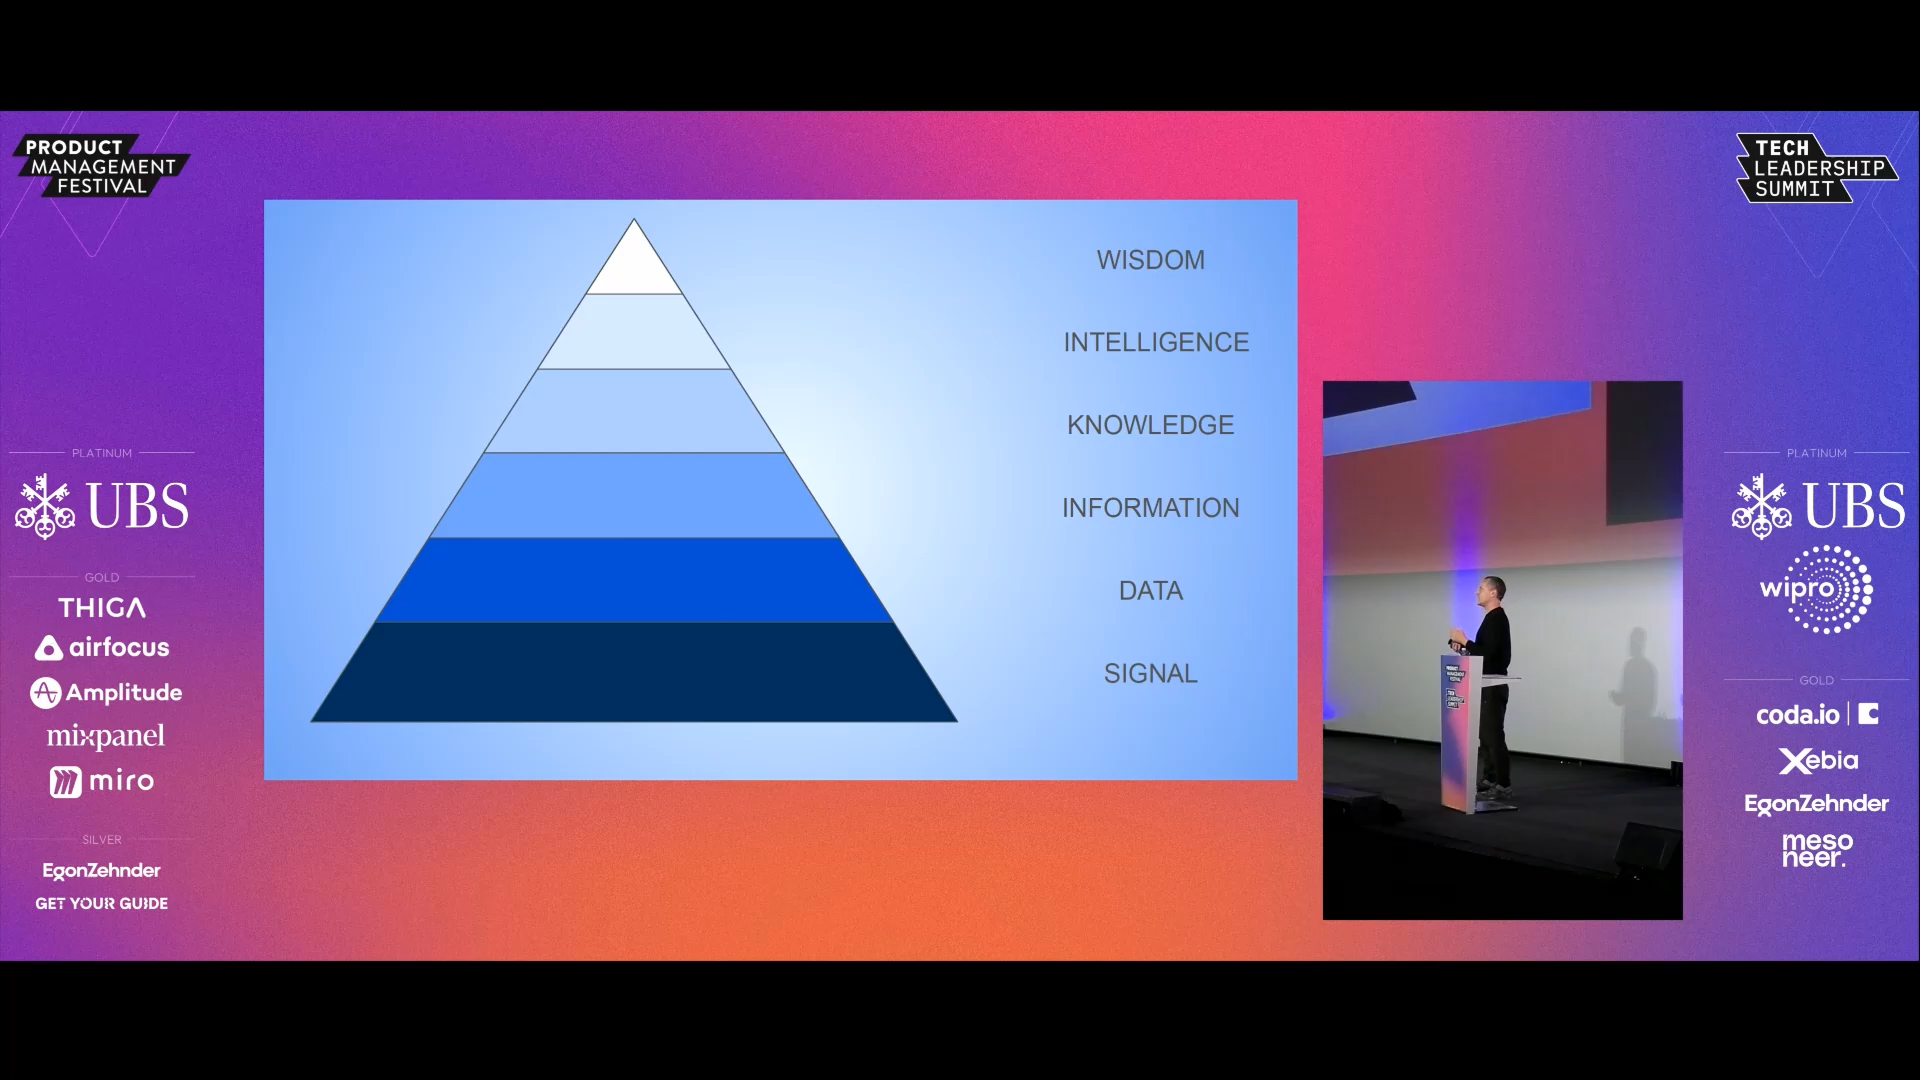 PRODUCT
MANAGEMENT
FESTIVAL
PLATINUM
UBS
GOLD
THIGA
airfocus
Amplitude
mixpanel
miro
SILVER
EgonZehnder
GET YOUR GUIDE
WISDOM
INTELLIGENCE
KNOWLEDGE
INFORMATION
DATA
SIGNAL
TECH
LEADERSHIP
SUMMIT
PLATINUM
UBS
wipro
GOLD
coda.io
Xebia
EgonZehnder
meso
neer.